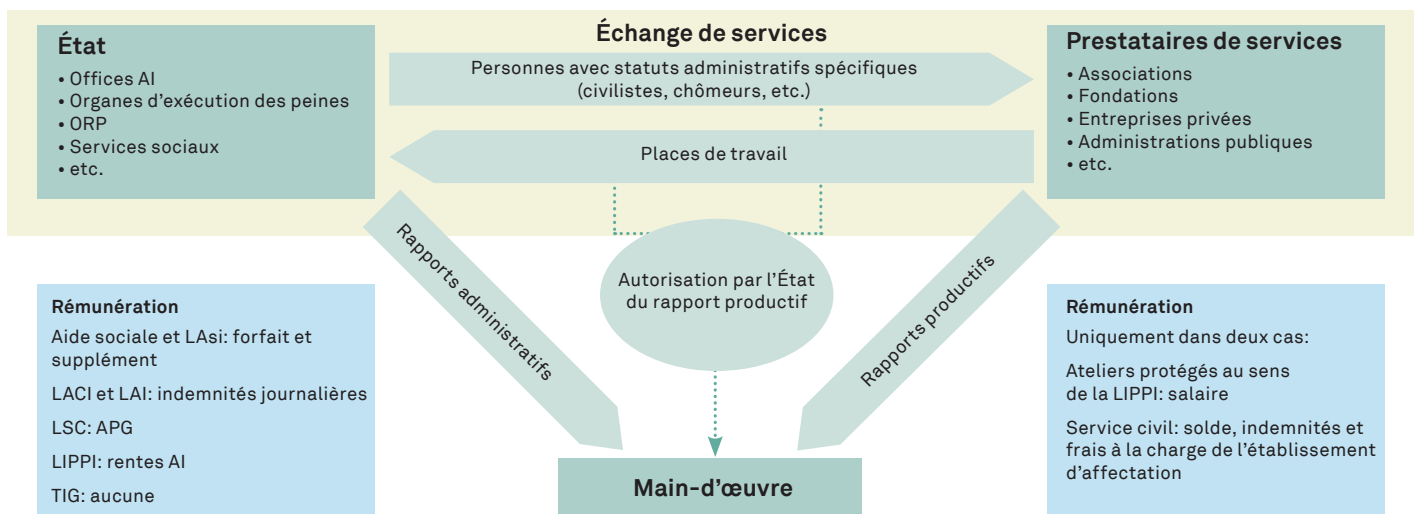 Échange de services
État
• Offices AI
• Organes d'exécution des peines
• ORP
• Services sociaux
• etc.
Personnes avec statuts administratifs spécifiques
(civilistes, chômeurs, etc.)
Places de travail
Prestataires de services
• Associations
• Fondations
• Entreprises privées
• Administrations publiques
• etc.
Rapports administratifs
Autorisation par l'État
du rapport productif
Rapports productifs
Rémunération
Aide sociale et LAsi: forfait et
supplément
LACI et LAI: indemnités journalières
LSC: APG
LIPPI: rentes AI
TIG: aucune
Main-d'œuvre
Rémunération
Uniquement dans deux cas:
Ateliers protégés au sens
de la LIPPI: salaire
Service civil: solde, indemnités et
frais à la charge de l'établissement
d'affectation